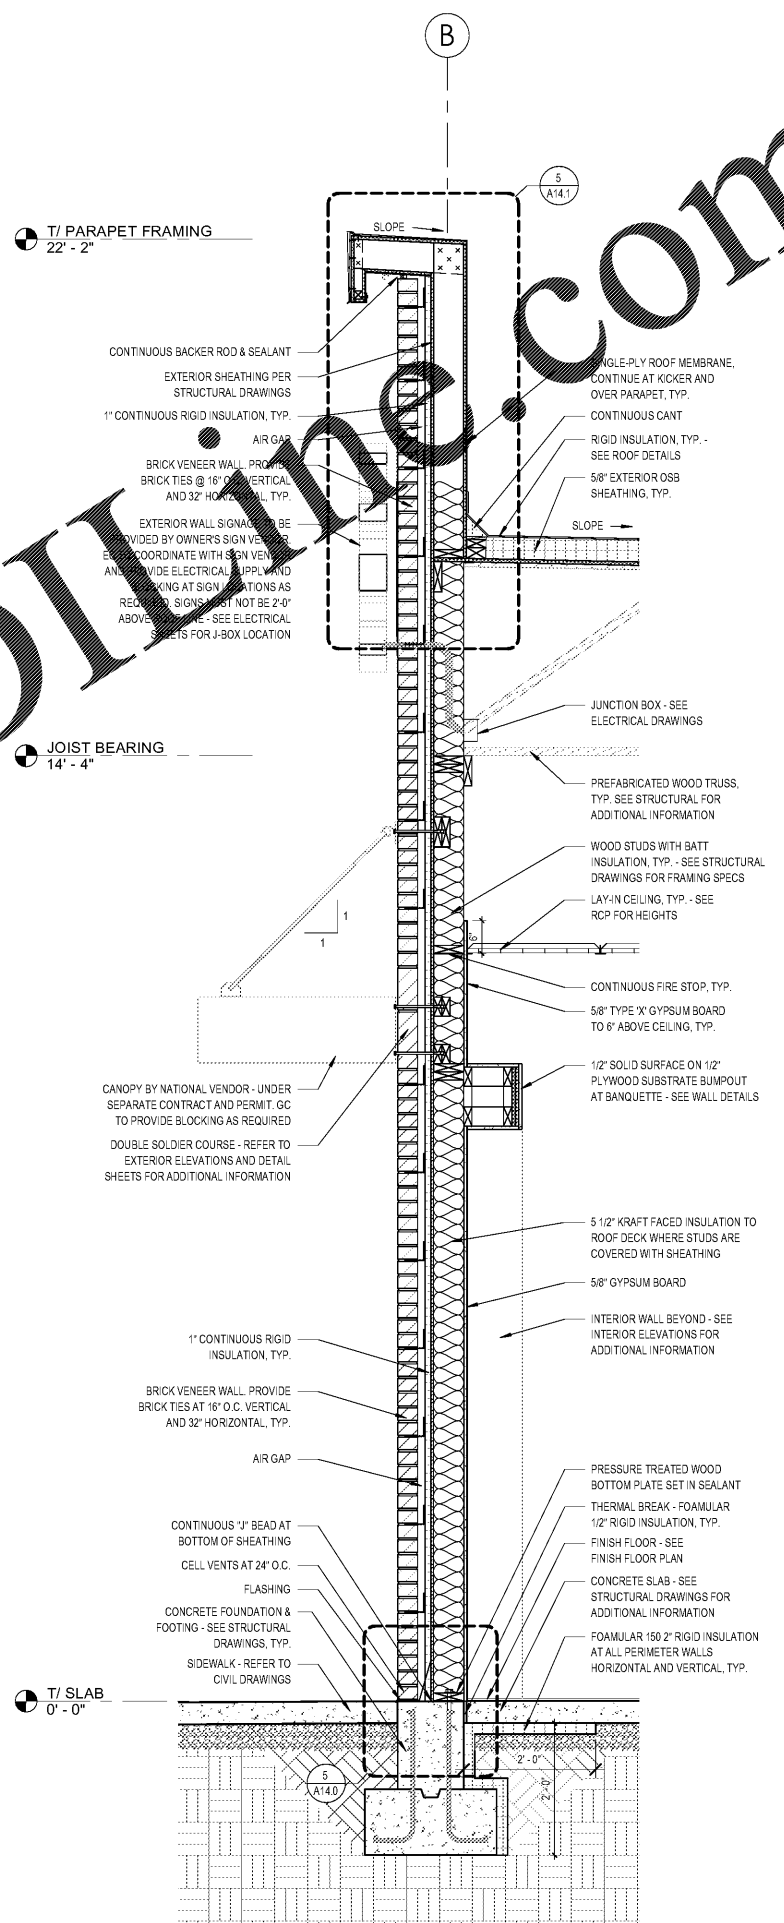 B
5
A14.1
T/ PARAPET FRAMING
22' - 2"
SLOPE
CONTINUOUS BACKER ROD & SEALANT
EXTERIOR SHEATHING PER
STRUCTURAL DRAWINGS
1" CONTINUOUS RIGID INSULATION, TYP.
AIR GAP
BRICK VENEER WALL. PROVIDE
BRICK TIES @ 16" O.C. VERTICAL
AND 32" HORIZONTAL, TYP.
EXTERIOR WALL SIGNAGE TO BE
PROVIDED BY OWNER'S SIGN VENDOR.
COORDINATE WITH SIGN VENDOR
AND PROVIDE ELECTRICAL SUPPLY AND
BLOCKING AT SIGN LOCATIONS AS
REQUIRED. SIGNS MUST NOT BE 2'-0"
ABOVE ROOF LINE - SEE ELECTRICAL
SHEETS FOR J-BOX LOCATION
SINGLE-PLY ROOF MEMBRANE,
CONTINUE AT KICKER AND
OVER PARAPET, TYP.
CONTINUOUS CANT
RIGID INSULATION, TYP. -
SEE ROOF DETAILS
5/8" EXTERIOR OSB
SHEATHING, TYP.
SLOPE
JUNCTION BOX - SEE
ELECTRICAL DRAWINGS
JOIST BEARING
14' - 4"
PREFABRICATED WOOD TRUSS,
TYP. SEE STRUCTURAL FOR
ADDITIONAL INFORMATION
WOOD STUDS WITH BATT
INSULATION, TYP. - SEE STRUCTURAL
DRAWINGS FOR FRAMING SPECS
LAY-IN CEILING, TYP. - SEE
RCP FOR HEIGHTS
1
1
6"
CONTINUOUS FIRE STOP, TYP.
5/8" TYPE 'X' GYPSUM BOARD
TO 6" ABOVE CEILING, TYP.
1/2" SOLID SURFACE ON 1/2"
PLYWOOD SUBSTRATE BUMPOUT
AT BANQUETTE - SEE WALL DETAILS
CANOPY BY NATIONAL VENDOR - UNDER
SEPARATE CONTRACT AND PERMIT. GC
TO PROVIDE BLOCKING AS REQUIRED
DOUBLE SOLDIER COURSE - REFER TO
EXTERIOR ELEVATIONS AND DETAIL
SHEETS FOR ADDITIONAL INFORMATION
5 1/2" KRAFT FACED INSULATION TO
ROOF DECK WHERE STUDS ARE
COVERED WITH SHEATHING
5/8" GYPSUM BOARD
INTERIOR WALL BEYOND - SEE
INTERIOR ELEVATIONS FOR
ADDITIONAL INFORMATION
1" CONTINUOUS RIGID
INSULATION, TYP.
BRICK VENEER WALL. PROVIDE
BRICK TIES AT 16" O.C. VERTICAL
AND 32" HORIZONTAL, TYP.
AIR GAP
CONTINUOUS "J" BEAD AT
BOTTOM OF SHEATHING
CELL VENTS AT 24" O.C.
FLASHING
CONCRETE FOUNDATION &
FOOTING - SEE STRUCTURAL
DRAWINGS, TYP.
SIDEWALK - REFER TO
CIVIL DRAWINGS
PRESSURE TREATED WOOD
BOTTOM PLATE SET IN SEALANT
THERMAL BREAK - FOAMULAR
1/2" RIGID INSULATION, TYP.
FINISH FLOOR - SEE
FINISH FLOOR PLAN
CONCRETE SLAB - SEE
STRUCTURAL DRAWINGS FOR
ADDITIONAL INFORMATION
FOAMULAR 150 2" RIGID INSULATION
AT ALL PERIMETER WALLS
HORIZONTAL AND VERTICAL, TYP.
T/ SLAB
0' - 0"
5
A14.0
2' - 0"
2' - 0"
Line.com